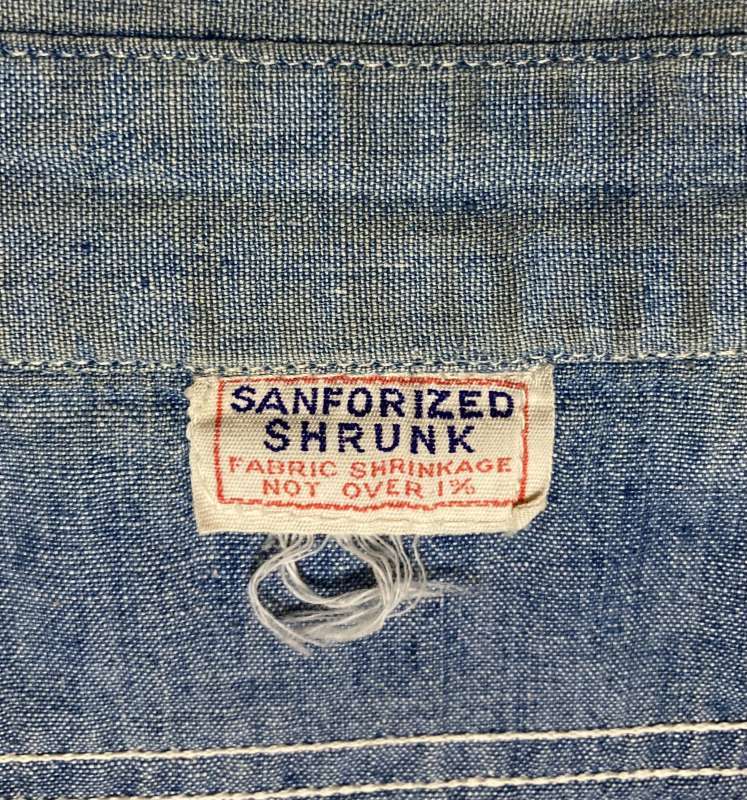 SANFORIZED
SHRUNK
FABRIC SHRINKAGE
NOT OVER 1%